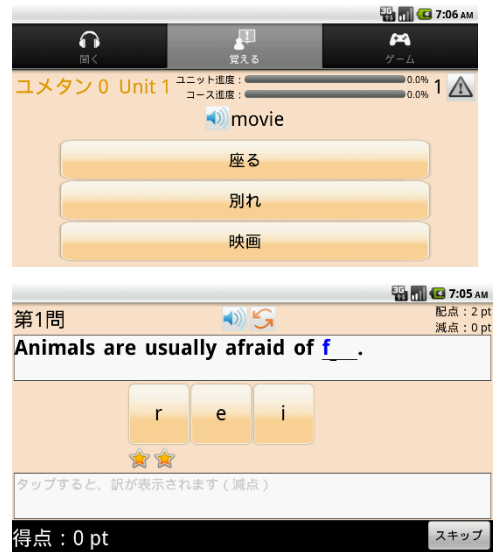 3G 7:06 AM
聞く 覚える ゲーム
ユメタン 0 Unit 1 ユニット進度: 0.0% 1
コース進度: 0.0%
movie
座る
別れ
映画
3G 7:05 AM
第1問 配点:2 pt
減点:0 pt
Animals are usually afraid of f__.
r e i
タップすると、訳が表示されます(減点)
得点:0 pt スキップ